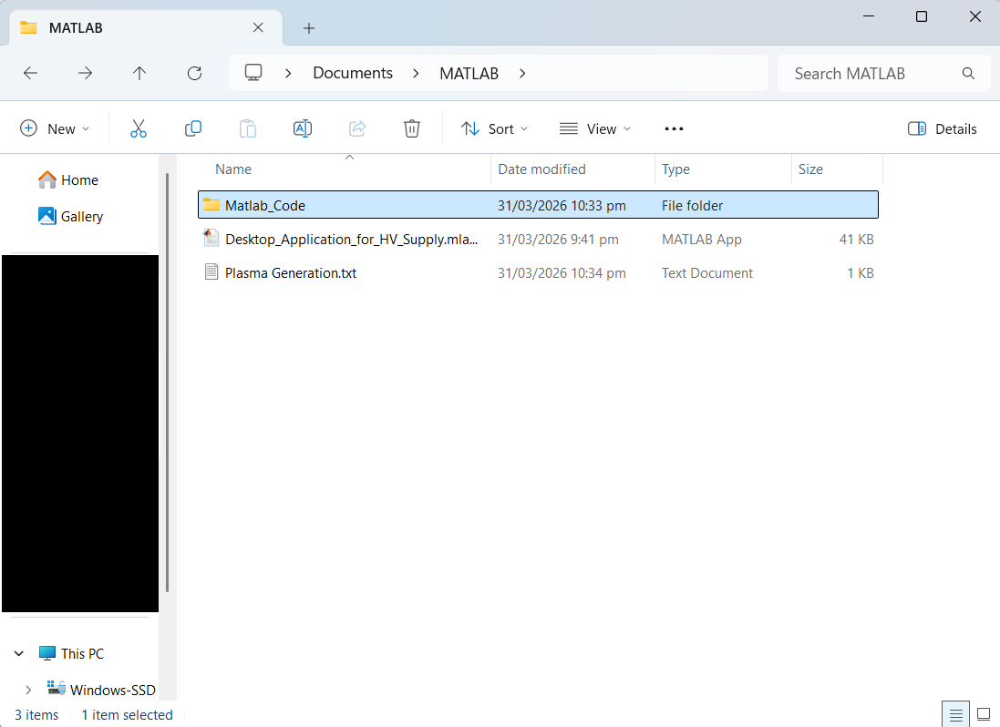 MATLAB
Documents MATLAB Search MATLAB
New Sort View Details
Name Date modified Type Size
Home
Gallery
Matlab_Code 31/03/2026 10:33 pm File folder
Desktop_Application_for_HV_Supply.mla... 31/03/2026 9:41 pm MATLAB App 41 KB
Plasma Generation.txt 31/03/2026 10:34 pm Text Document 1 KB
This PC
Windows-SSD
3 items 1 item selected